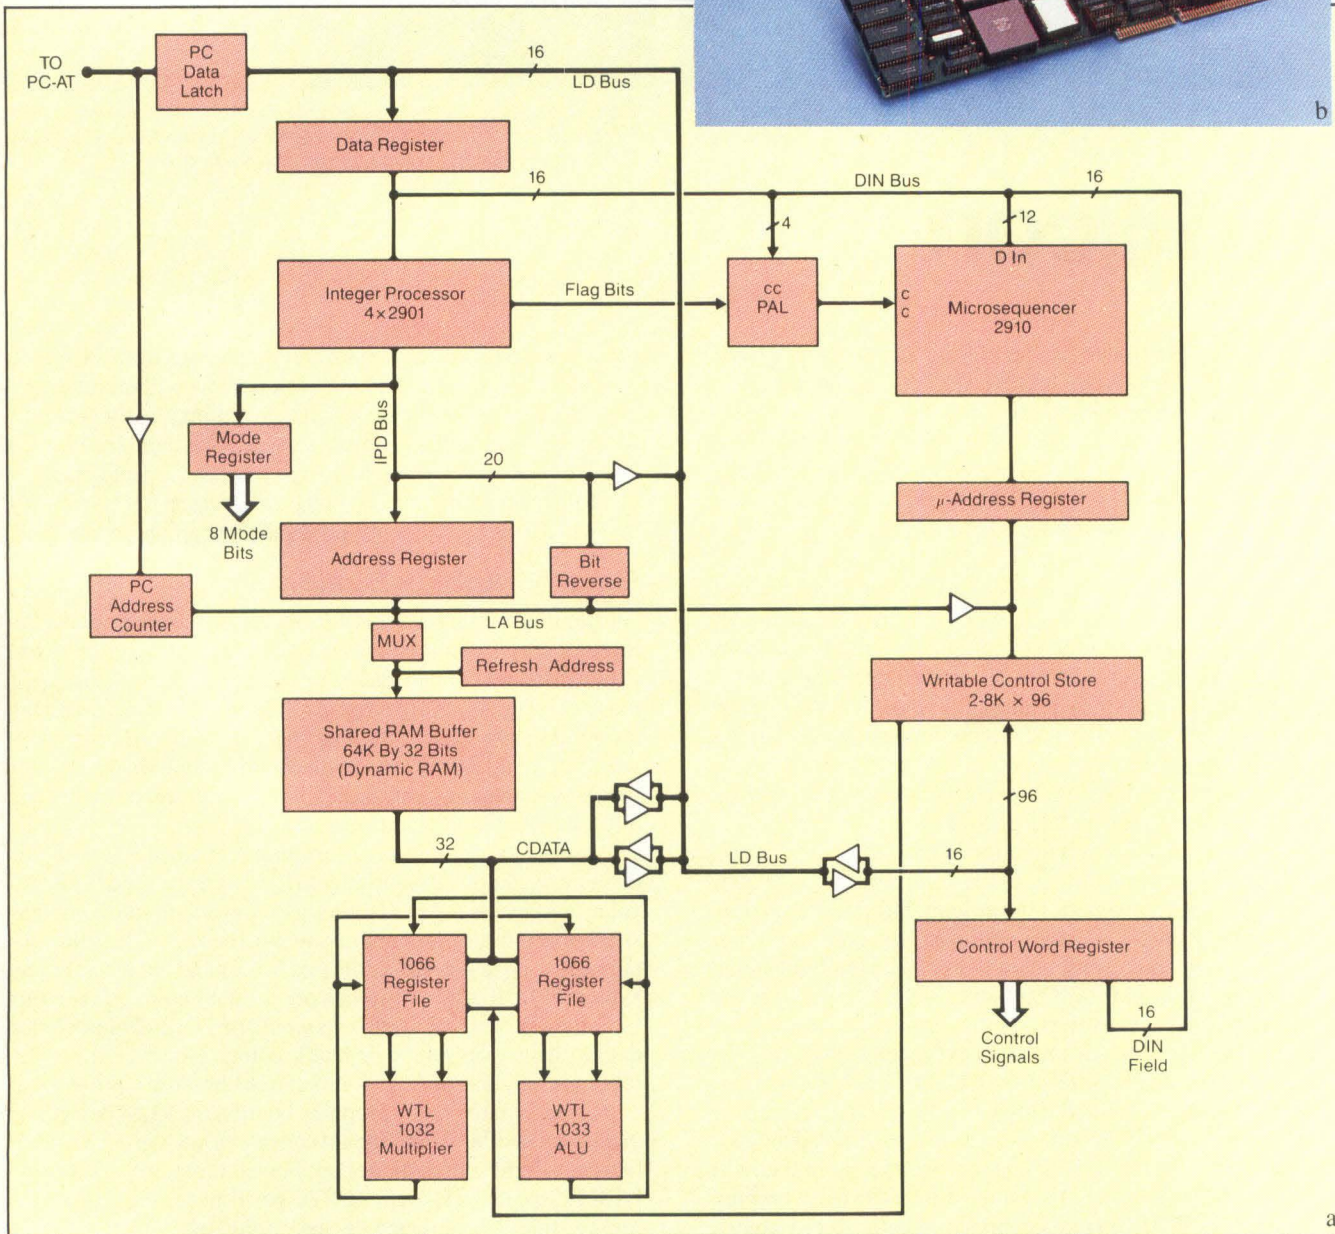 b
TO
PC-AT
PC
Data
Latch
16
LD Bus
Data Register
16
DIN Bus
16
4
12
Integer Processor
4×2901
Flag Bits
cc
PAL
D In
c
c
Microsequencer
2910
IPD Bus
Mode
Register
8 Mode
Bits
20
μ-Address Register
Address Register
Bit
Reverse
PC
Address
Counter
LA Bus
MUX
Refresh Address
Writable Control Store
2-8K × 96
Shared RAM Buffer
64K By 32 Bits
(Dynamic RAM)
96
32
CDATA
LD Bus
16
Control Word Register
1066
Register
File
1066
Register
File
Control
Signals
16
DIN
Field
WTL
1032
Multiplier
WTL
1033
ALU
a